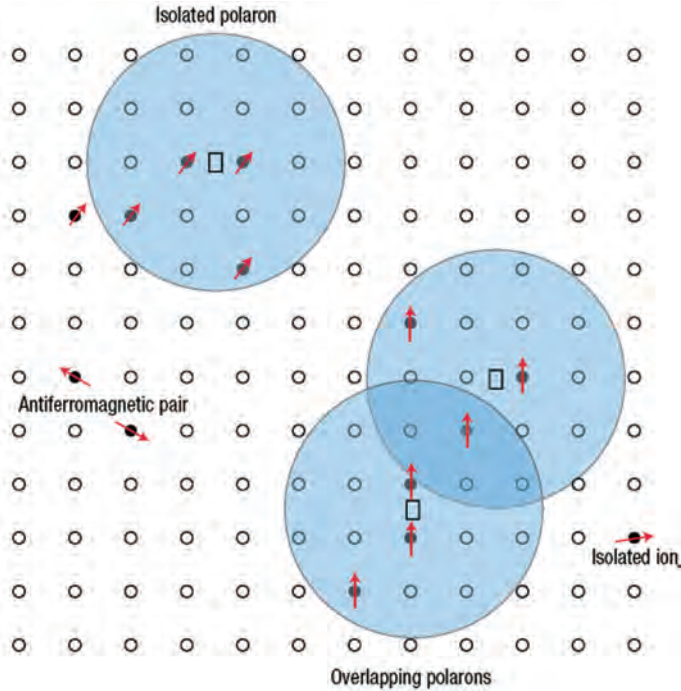 Isolated polaron
Antiferromagnetic pair
Isolated ion
Overlapping polarons